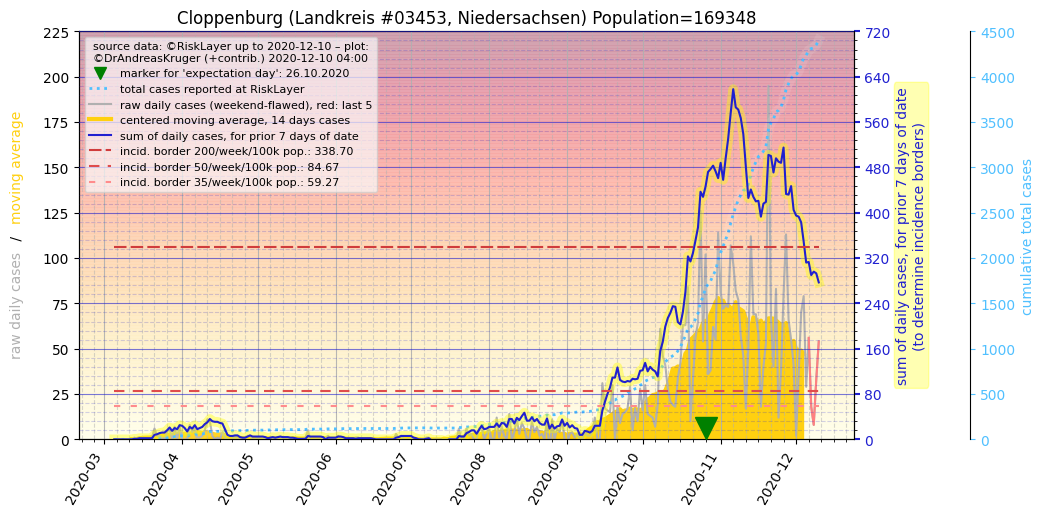 Cloppenburg (Landkreis #03453, Niedersachsen) Population=169348
source data: ©RiskLayer up to 2020-12-10 – plot:
©DrAndreasKruger (+contrib.) 2020-12-10 04:00
marker for 'expectation day': 26.10.2020
total cases reported at RiskLayer
raw daily cases (weekend-flawed), red: last 5
centered moving average, 14 days cases
sum of daily cases, for prior 7 days of date
incid. border 200/week/100k pop.: 338.70
incid. border 50/week/100k pop.: 84.67
incid. border 35/week/100k pop.: 59.27
raw daily cases / moving average
225
200
175
150
125
100
75
50
25
0
2020-03
2020-04
2020-05
2020-06
2020-07
2020-08
2020-09
2020-10
2020-11
2020-12
720
640
560
480
400
320
240
160
80
0
sum of daily cases, for prior 7 days of date
(to determine incidence borders)
4500
4000
3500
3000
2500
2000
1500
1000
500
0
cumulative total cases